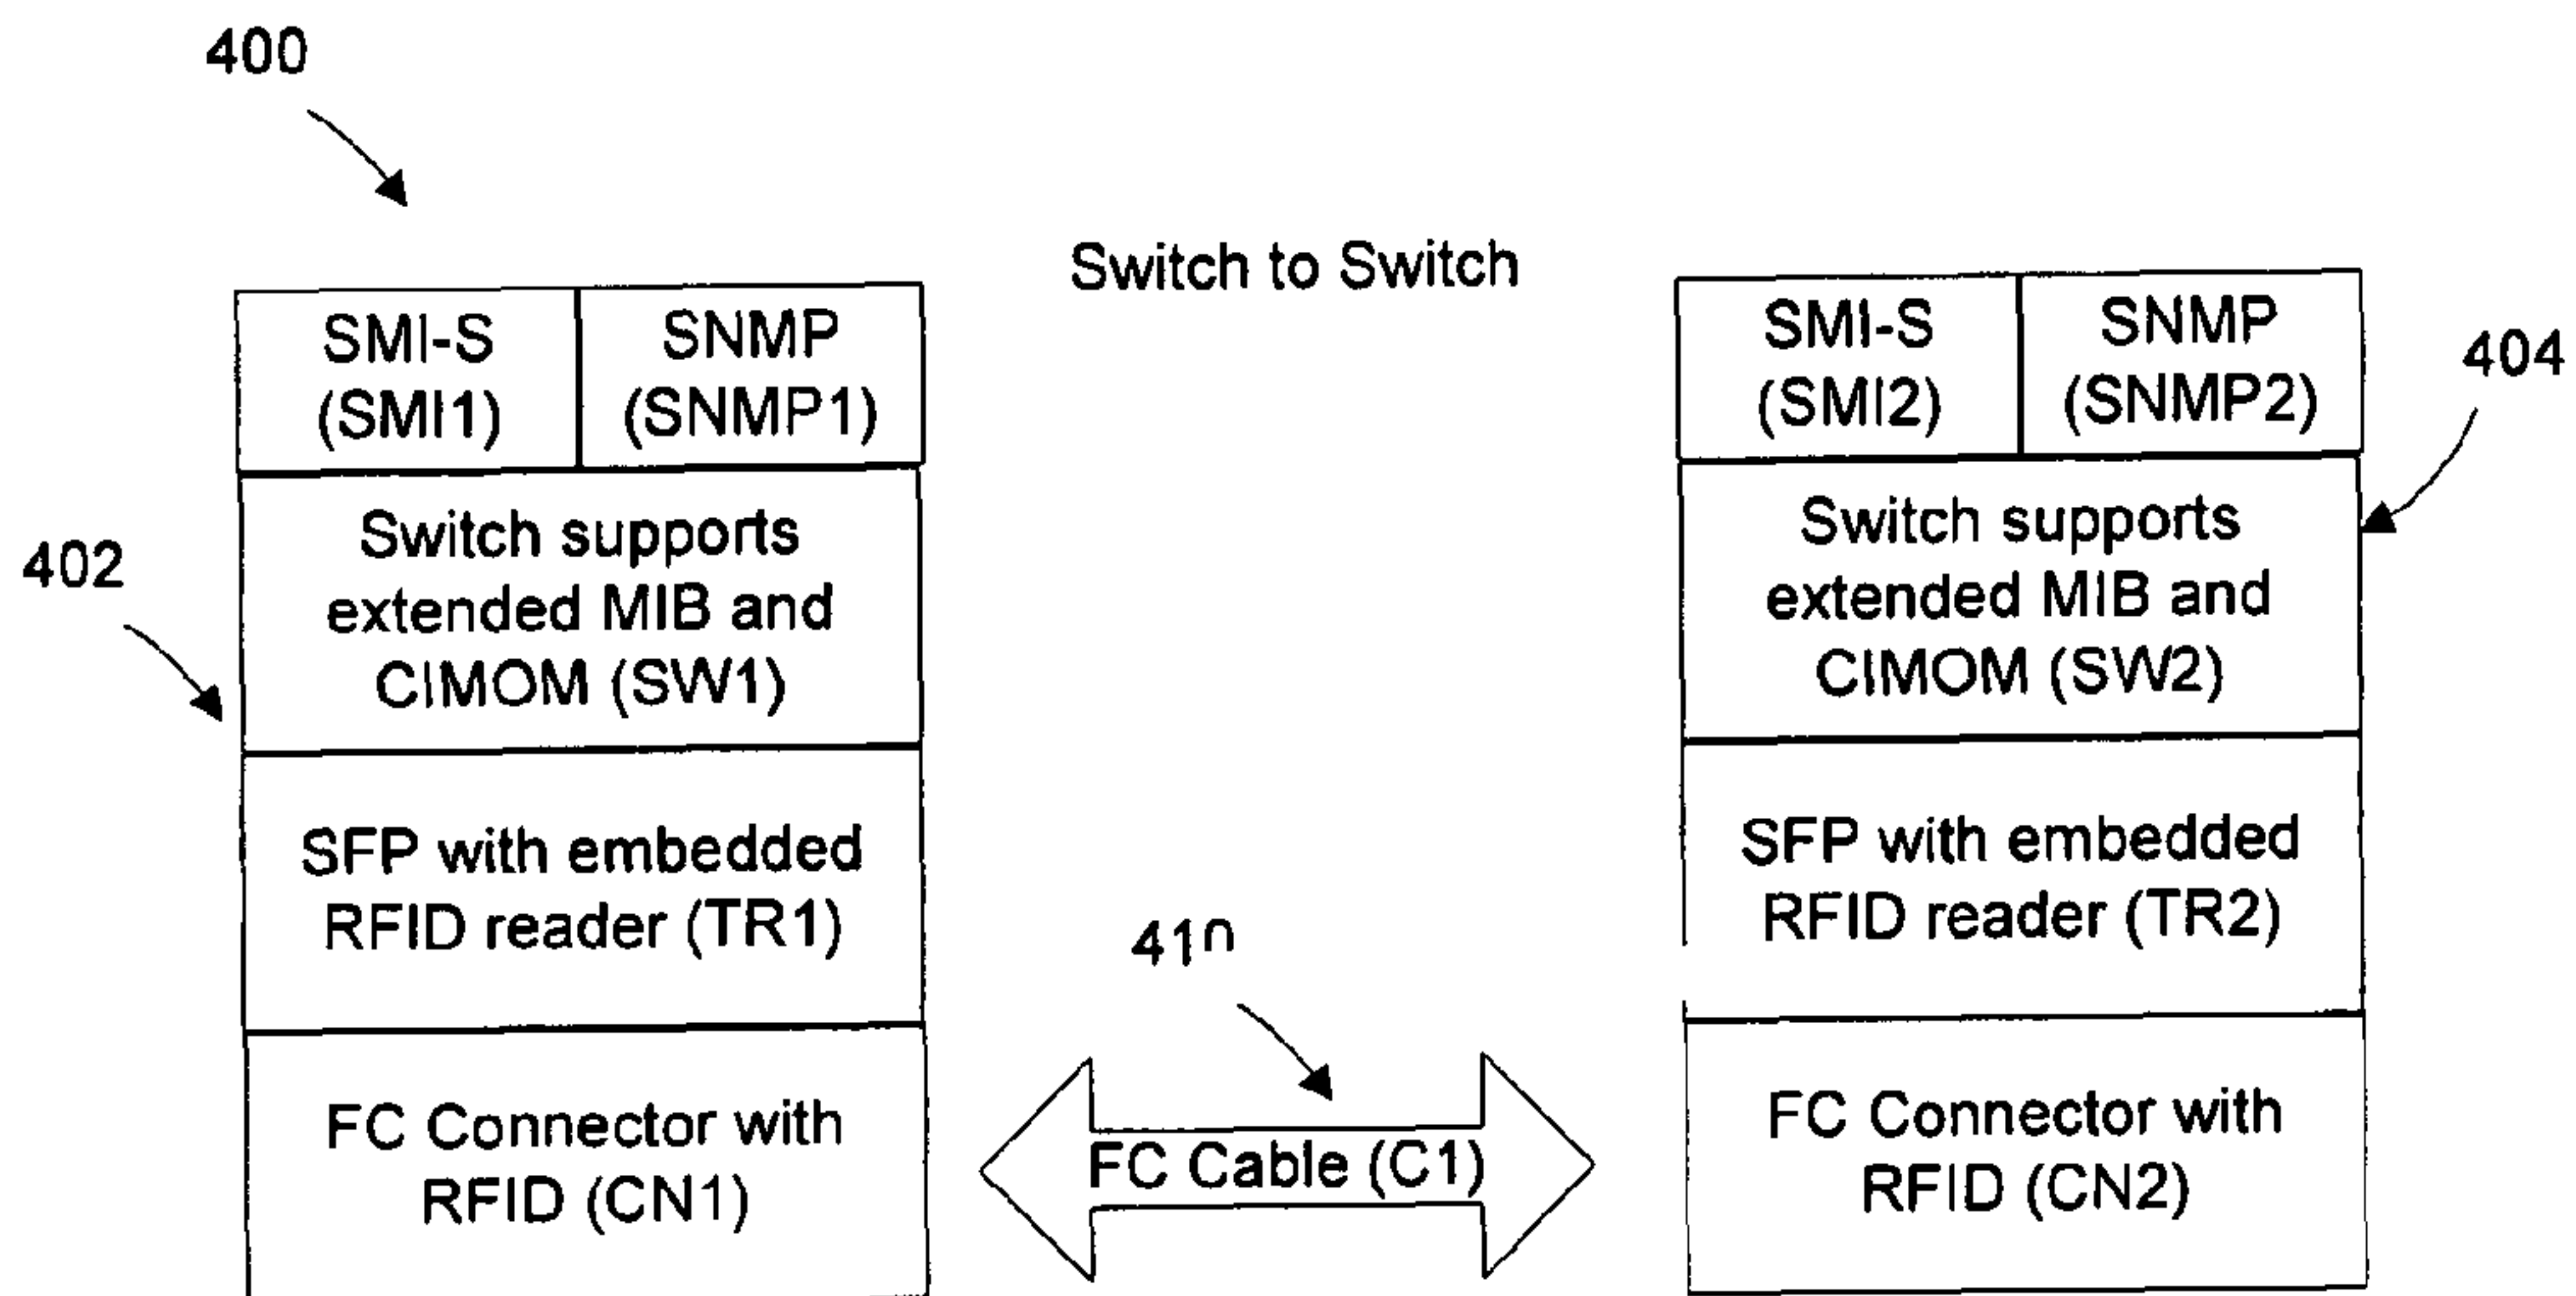 400
Switch to Switch
SMI-S
(SMI1)
SNMP
(SNMP1)
402
Switch supports
extended MIB and
CIMOM (SW1)
SFP with embedded
RFID reader (TR1)
FC Connector with
RFID (CN1)
410
FC Cable (C1)
SMI-S
(SMI2)
SNMP
(SNMP2)
404
Switch supports
extended MIB and
CIMOM (SW2)
SFP with embedded
RFID reader (TR2)
FC Connector with
RFID (CN2)